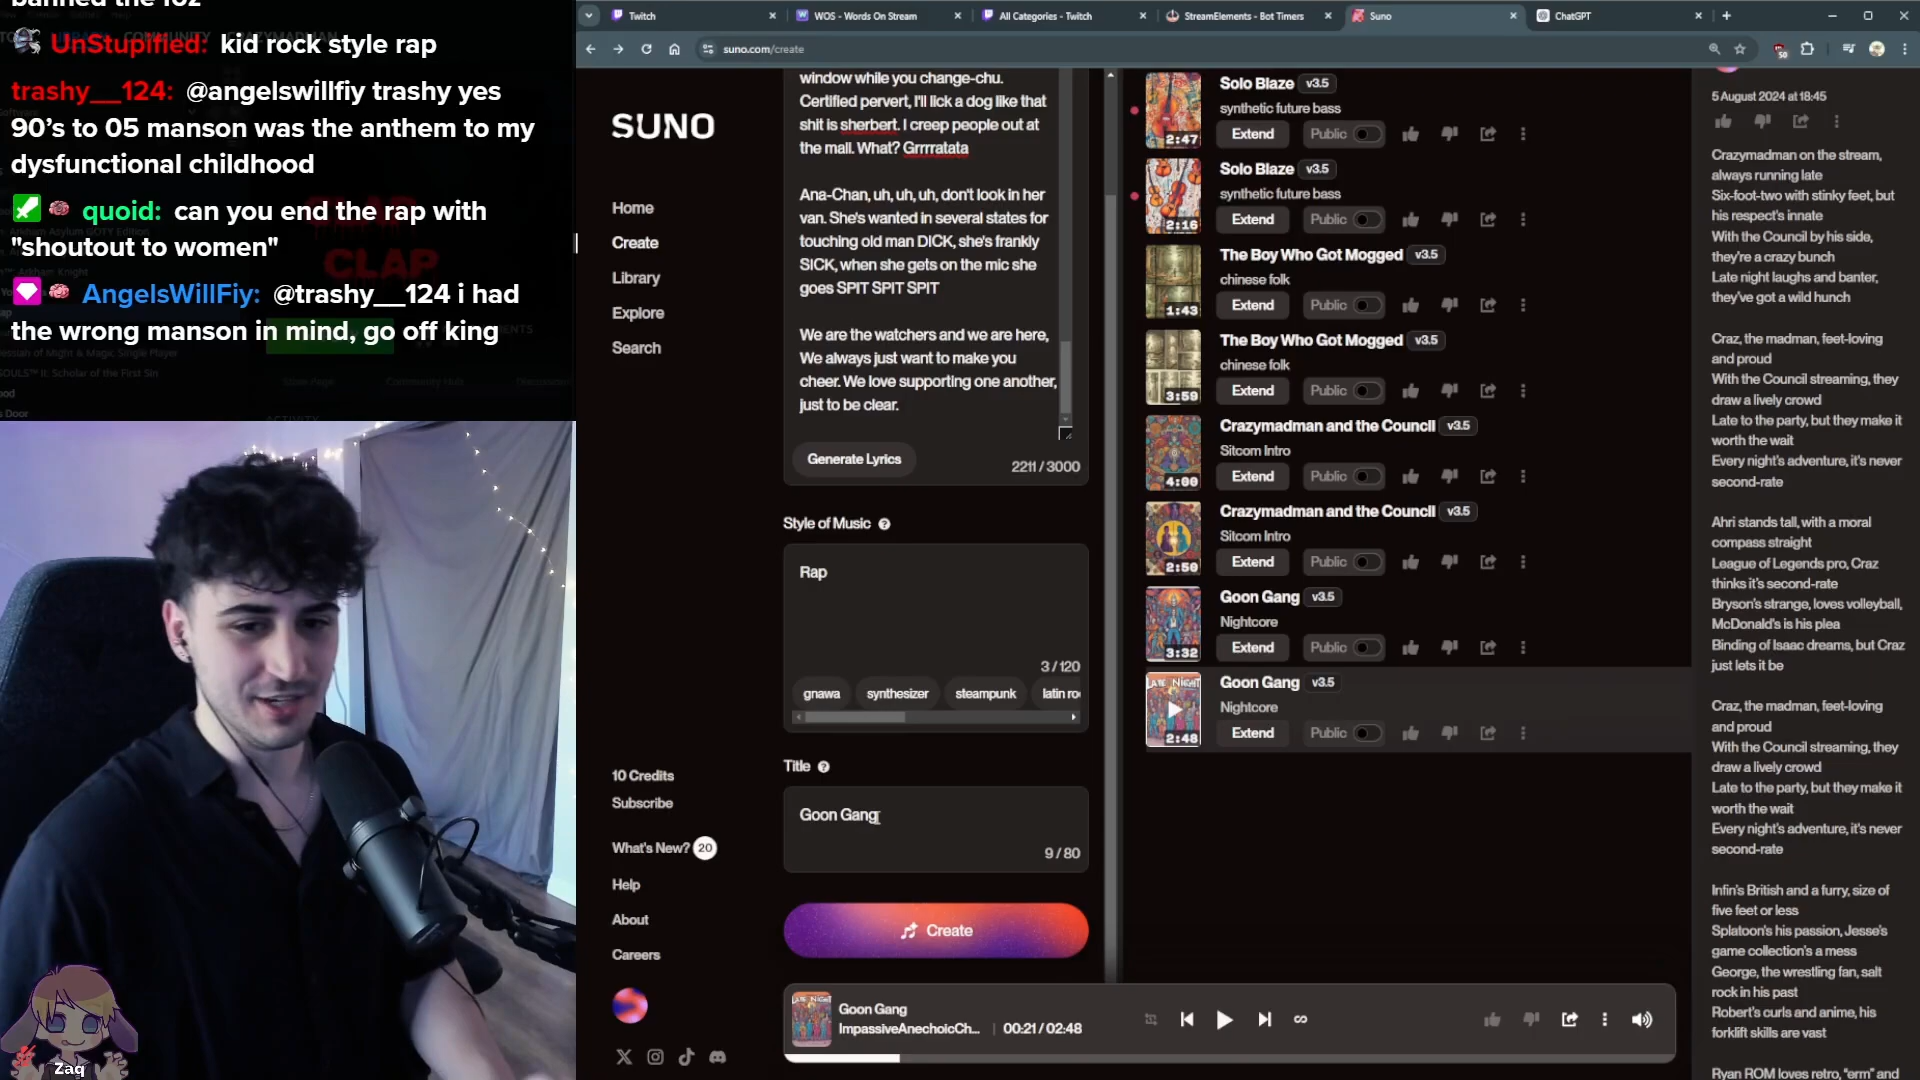 banned the foz
UnStupified: kid rock style rap
trashy__124: @angelswillfiy trashy yes
90's to 05 manson was the anthem to my
dysfunctional childhood
quoid: can you end the rap with
"shoutout to women"
AngelsWillFiy: @trashy__124 i had
the wrong manson in mind, go off king
CLAP
Zaq
Twitch
WOS - Words On Stream
All Categories - Twitch
StreamElements - Bot Timers
Suno
ChatGPT
suno.com/create
50
SUNO
Home
Create
Library
Explore
Search
10 Credits
Subscribe
What's New? 20
Help
About
Careers
window while you change-chu.
Certified pervert, I'll lick a dog like that
shit is sherbert. I creep people out at
the mall. What? Grrrratata
Ana-Chan, uh, uh, uh, don't look in her
van. She's wanted in several states for
touching old man DICK, she's frankly
SICK, when she gets on the mic she
goes SPIT SPIT SPIT
We are the watchers and we are here,
We always just want to make you
cheer. We love supporting one another,
just to be clear.
Generate Lyrics
2211 / 3000
Style of Music
Rap
3 / 120
gnawa synthesizer steampunk latin ro
Title
Goon Gang
9 / 80
Create
Solo Blaze v3.5
synthetic future bass
2:47
Extend Public
Solo Blaze v3.5
synthetic future bass
2:16
Extend Public
The Boy Who Got Mogged v3.5
chinese folk
1:43
Extend Public
The Boy Who Got Mogged v3.5
chinese folk
3:59
Extend Public
Crazymadman and the Council v3.5
Sitcom Intro
4:00
Extend Public
Crazymadman and the Council v3.5
Sitcom Intro
2:50
Extend Public
Goon Gang v3.5
Nightcore
3:32
Extend Public
LATE NIGHT
Goon Gang v3.5
Nightcore
2:48
Extend Public
LATE NIGHT
Goon Gang
ImpassiveAnechoicCh... 00:21 / 02:48
5 August 2024 at 18:45
Crazymadman on the stream,
always running late
Six-foot-two with stinky feet, but
his respect's innate
With the Council by his side,
they're a crazy bunch
Late night laughs and banter,
they've got a wild hunch
Craz, the madman, feet-loving
and proud
With the Council streaming, they
draw a lively crowd
Late to the party, but they make it
worth the wait
Every night's adventure, it's never
second-rate
Ahri stands tall, with a moral
compass straight
League of Legends pro, Craz
thinks it's second-rate
Bryson's strange, loves volleyball,
McDonald's is his plea
Binding of Isaac dreams, but Craz
just lets it be
Craz, the madman, feet-loving
and proud
With the Council streaming, they
draw a lively crowd
Late to the party, but they make it
worth the wait
Every night's adventure, it's never
second-rate
Infin's British and a furry, size of
five feet or less
Splatoon's his passion, Jesse's
game collection's a mess
George, the wrestling fan, salt
rock in his past
Robert's curls and anime, his
forklift skills are vast
Ryan ROM loves retro, "erm" and